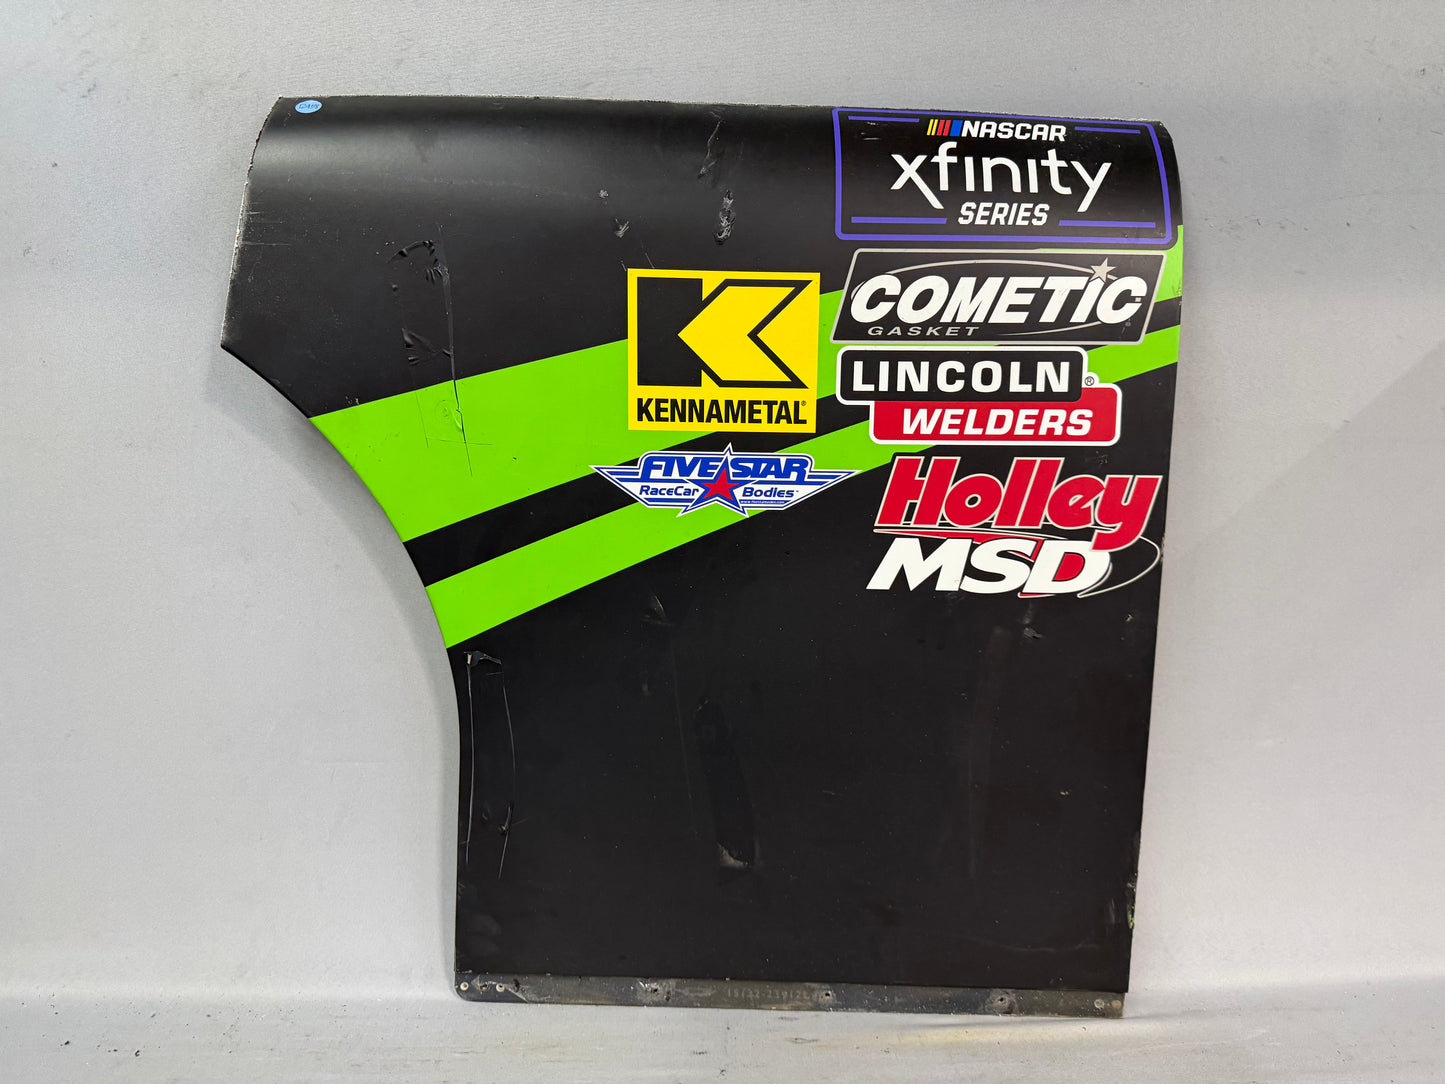 NASCAR
xfinity
SERIES
COMETIC
GASKET
K
KENNAMETAL®
LINCOLN®
WELDERS
FIVE STAR
RaceCar Bodies
Holley
MSD